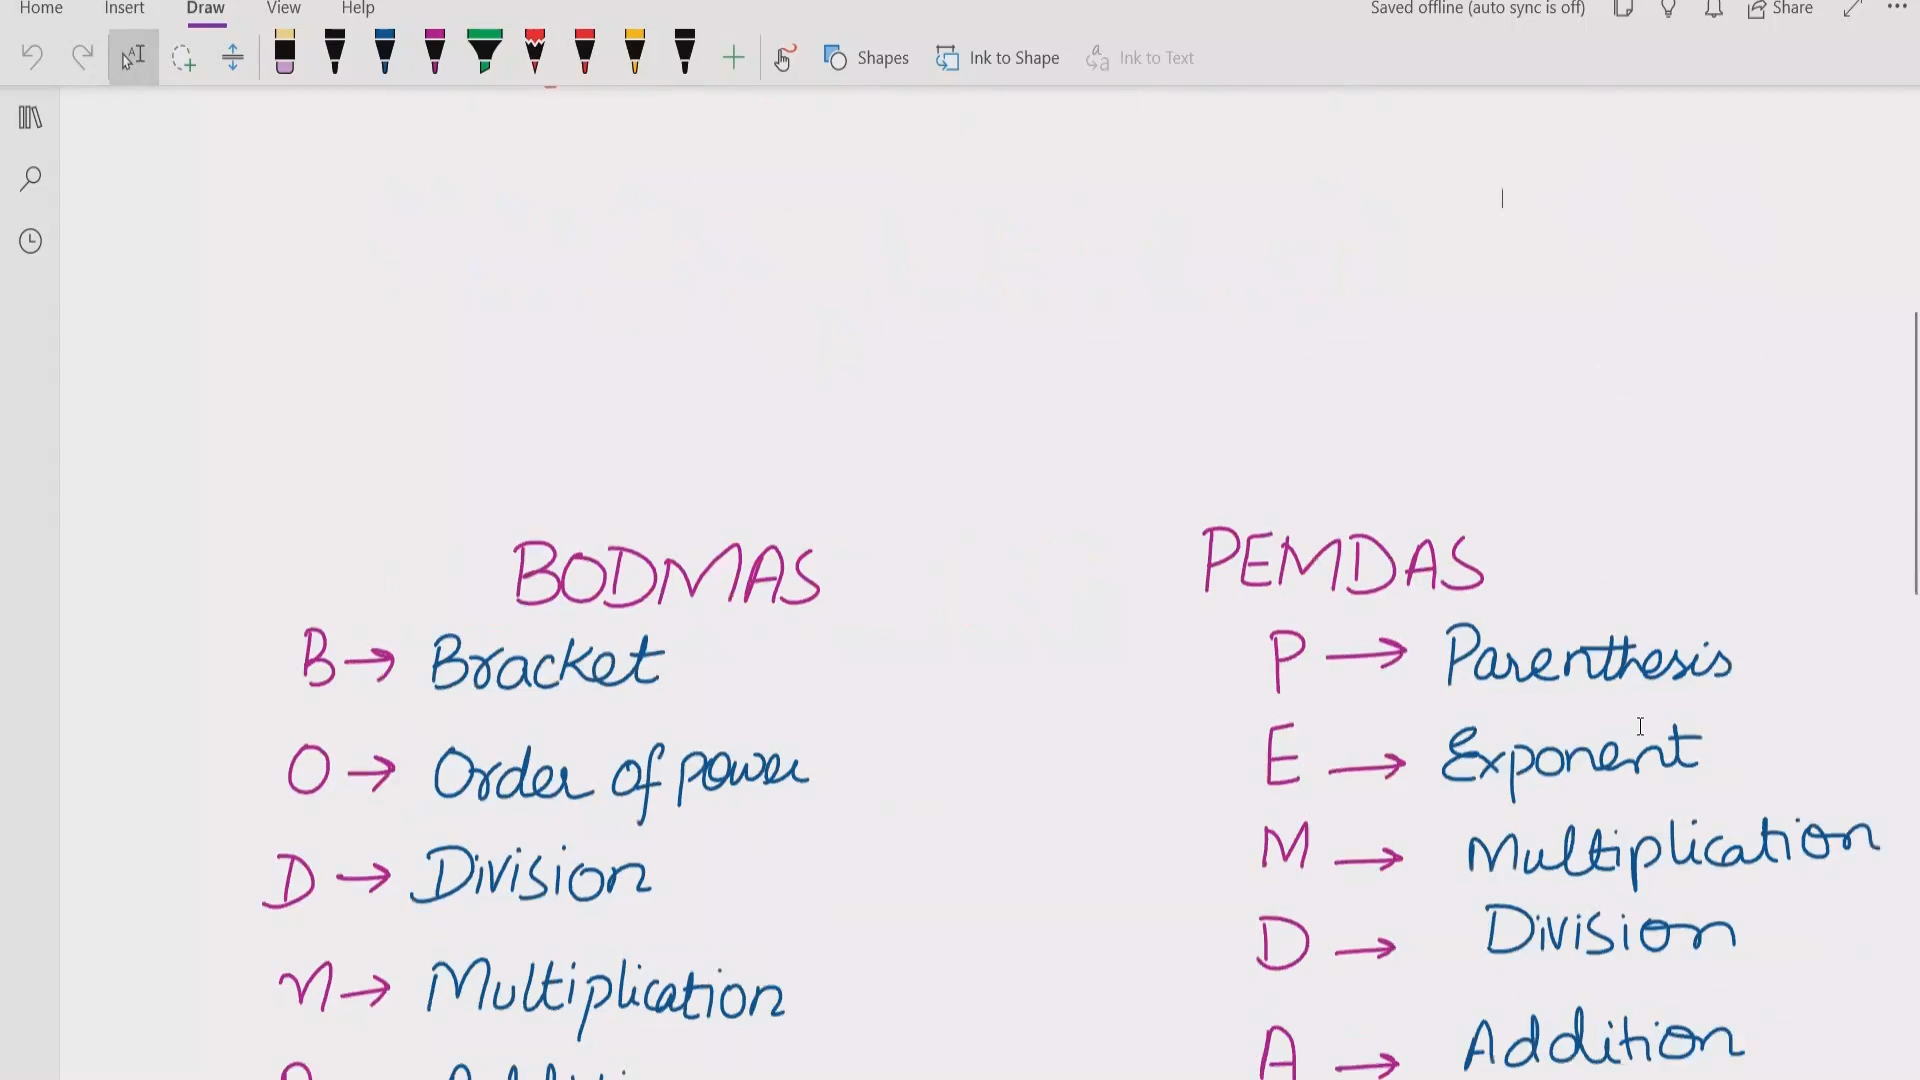 Home Insert Draw View Help Saved offline (auto sync is off) Share
Shapes Ink to Shape Ink to Text
BODMAS
B → Bracket
O → Order of power
D → Division
M → Multiplication
PEMDAS
P → Parenthesis
E → Exponent
M → Multiplication
D → Division
A → Addition